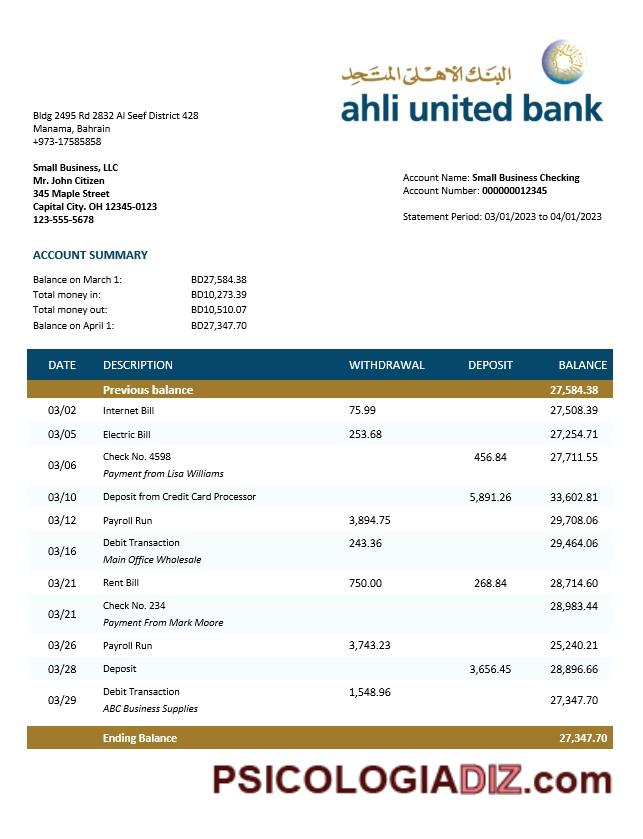 البنك الاهلي المتحد
ahli united bank
Bldg 2495 Rd 2832 Al Seef District 428
Manama, Bahrain
+973-17585858
Small Business, LLC
Mr. John Citizen
345 Maple Street
Capital City. OH 12345-0123
123-555-5678
Account Name: Small Business Checking
Account Number: 000000012345
Statement Period: 03/01/2023 to 04/01/2023
ACCOUNT SUMMARY
Balance on March 1: BD27,584.38
Total money in: BD10,273.39
Total money out: BD10,510.07
Balance on April 1: BD27,347.70
DATE DESCRIPTION WITHDRAWAL DEPOSIT BALANCE
Previous balance 27,584.38
03/02 Internet Bill 75.99 27,508.39
03/05 Electric Bill 253.68 27,254.71
03/06 Check No. 4598 456.84 27,711.55
Payment from Lisa Williams
03/10 Deposit from Credit Card Processor 5,891.26 33,602.81
03/12 Payroll Run 3,894.75 29,708.06
03/16 Debit Transaction 243.36 29,464.06
Main Office Wholesale
03/21 Rent Bill 750.00 268.84 28,714.60
03/21 Check No. 234 28,983.44
Payment From Mark Moore
03/26 Payroll Run 3,743.23 25,240.21
03/28 Deposit 3,656.45 28,896.66
03/29 Debit Transaction 1,548.96 27,347.70
ABC Business Supplies
Ending Balance 27,347.70
PSICOLOGIADIZ.com